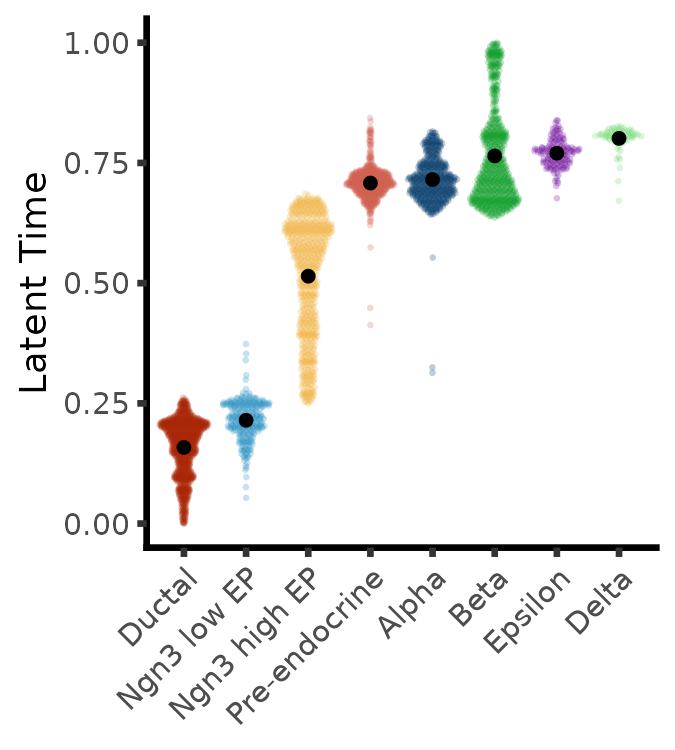 Latent Time
1.00
0.75
0.50
0.25
0.00
Ductal
Ngn3 low EP
Ngn3 high EP
Pre-endocrine
Alpha
Beta
Epsilon
Delta